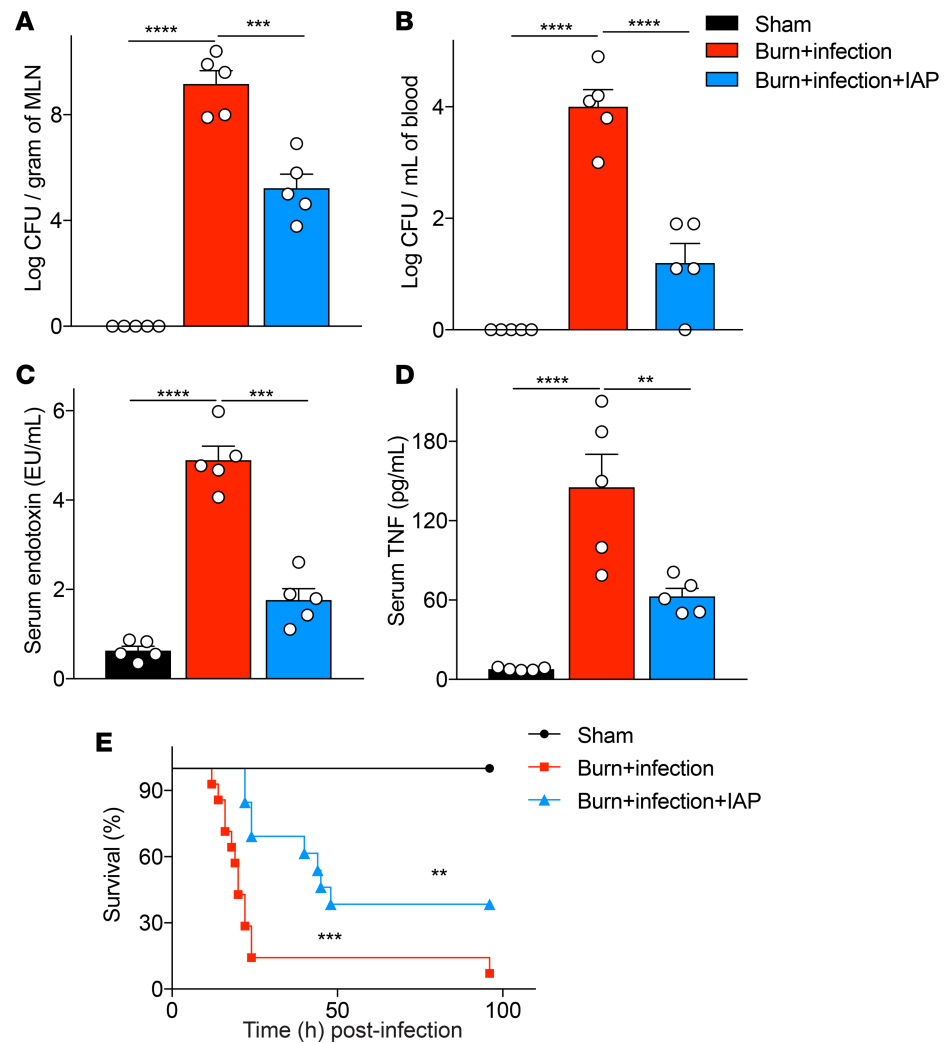 A
B
Sham
Burn+infection
Burn+infection+IAP
**** ***
**** ****
Log CFU / gram of MLN
8
4
0
Log CFU / mL of blood
4
2
0
C
D
**** ***
**** **
Serum endotoxin (EU/mL)
6
4
2
0
Serum TNF (pg/mL)
180
120
60
0
E
Sham
Burn+infection
Burn+infection+IAP
Survival (%)
90
60
30
0
**
***
0 50 100
Time (h) post-infection